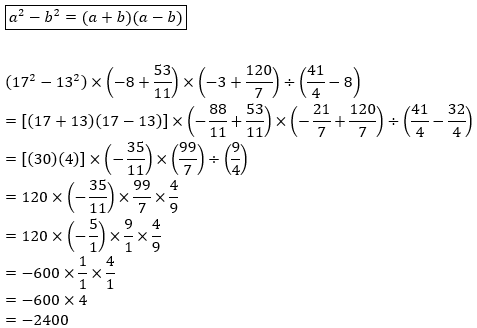 a² − b² = (a + b)(a − b)
(17² − 13²) × (−8 + 53/11) × (−3 + 120/7) ÷ (41/4 − 8)
= [(17 + 13)(17 − 13)] × (−88/11 + 53/11) × (−21/7 + 120/7) ÷ (41/4 − 32/4)
= [(30)(4)] × (−35/11) × (99/7) ÷ (9/4)
= 120 × (−35/11) × 99/7 × 4/9
= 120 × (−5/1) × 9/1 × 4/9
= −600 × 1/1 × 4/1
= −600 × 4
= −2400